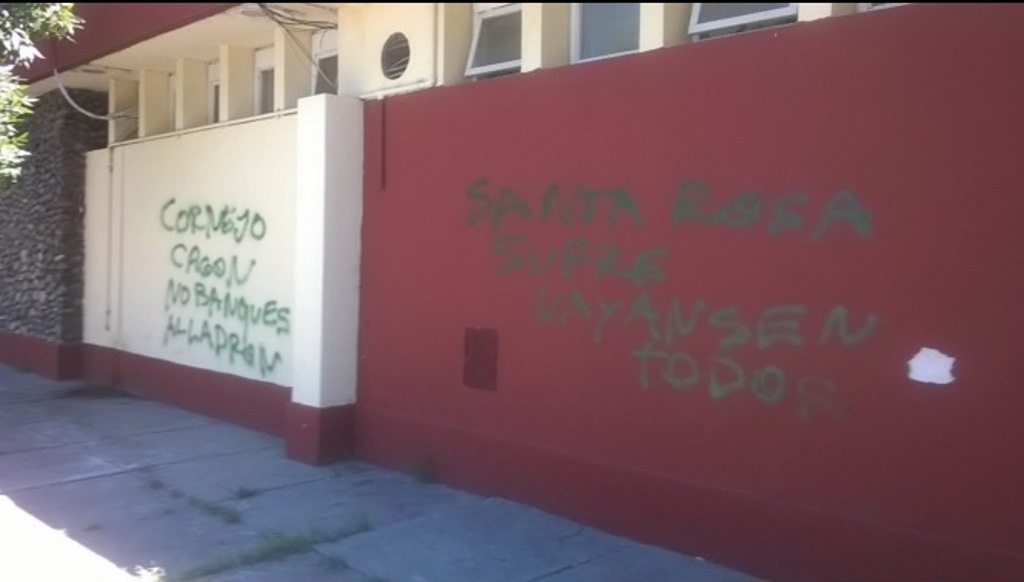 CORNEJO
CAGON
NO BANQUES
AL LADRON
SANTA ROSA
SUFRE
VAYANSEN
TODOS